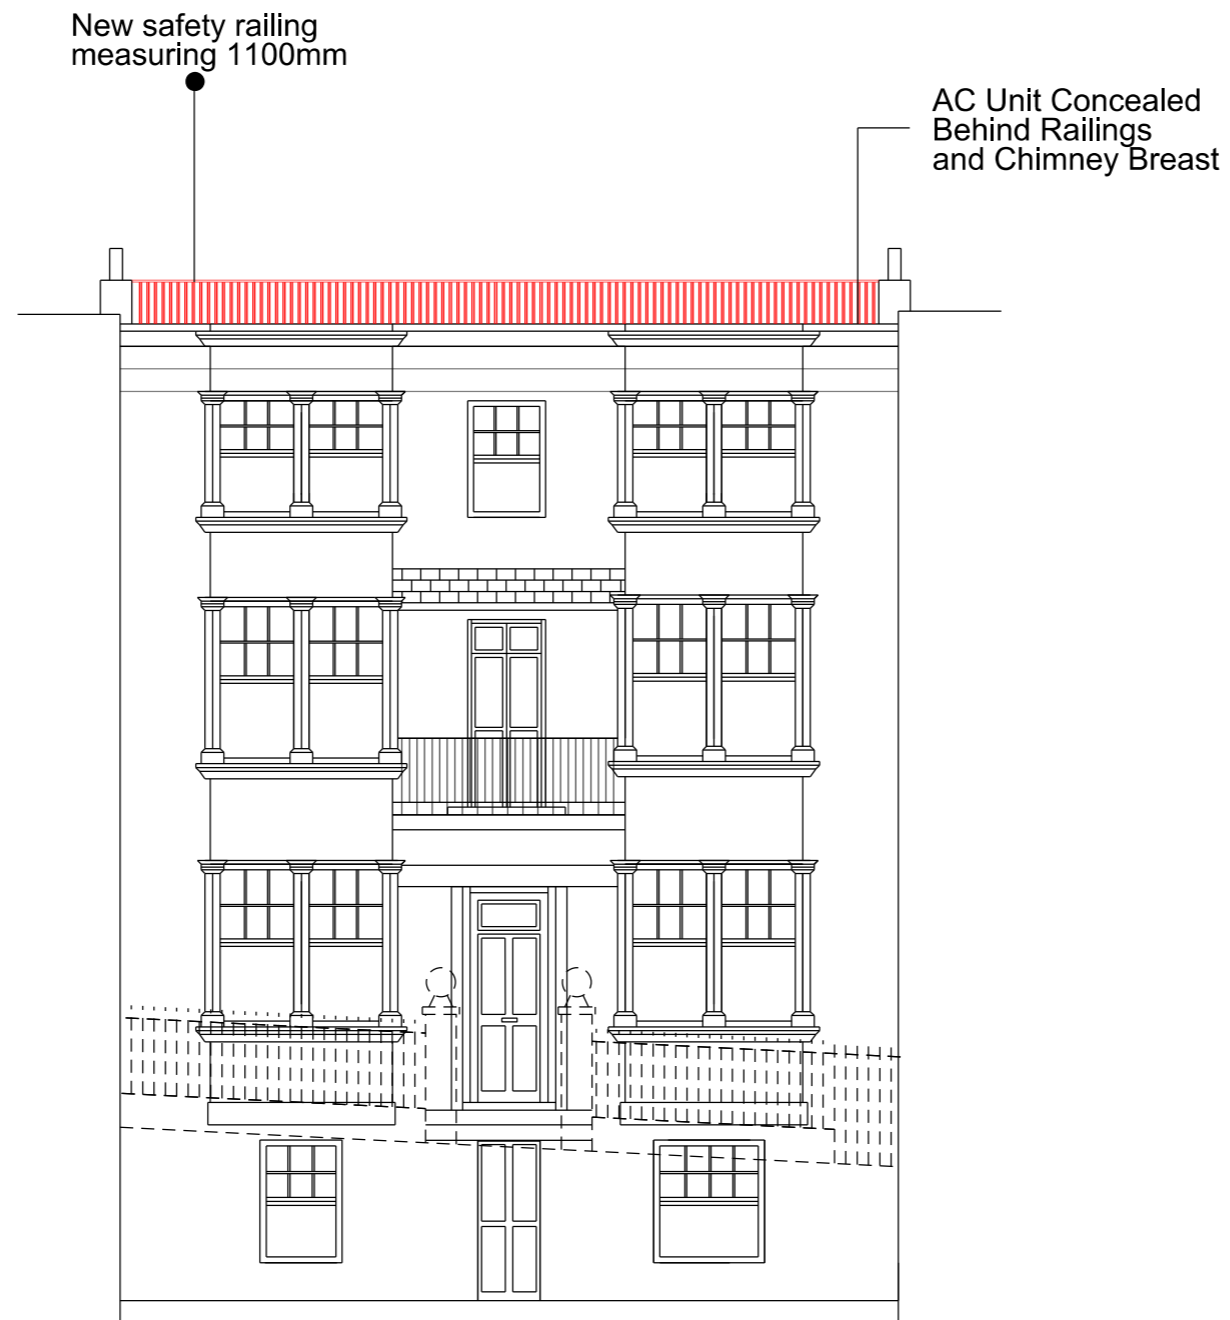 New safety railing
measuring 1100mm
AC Unit Concealed
Behind Railings
and Chimney Breast